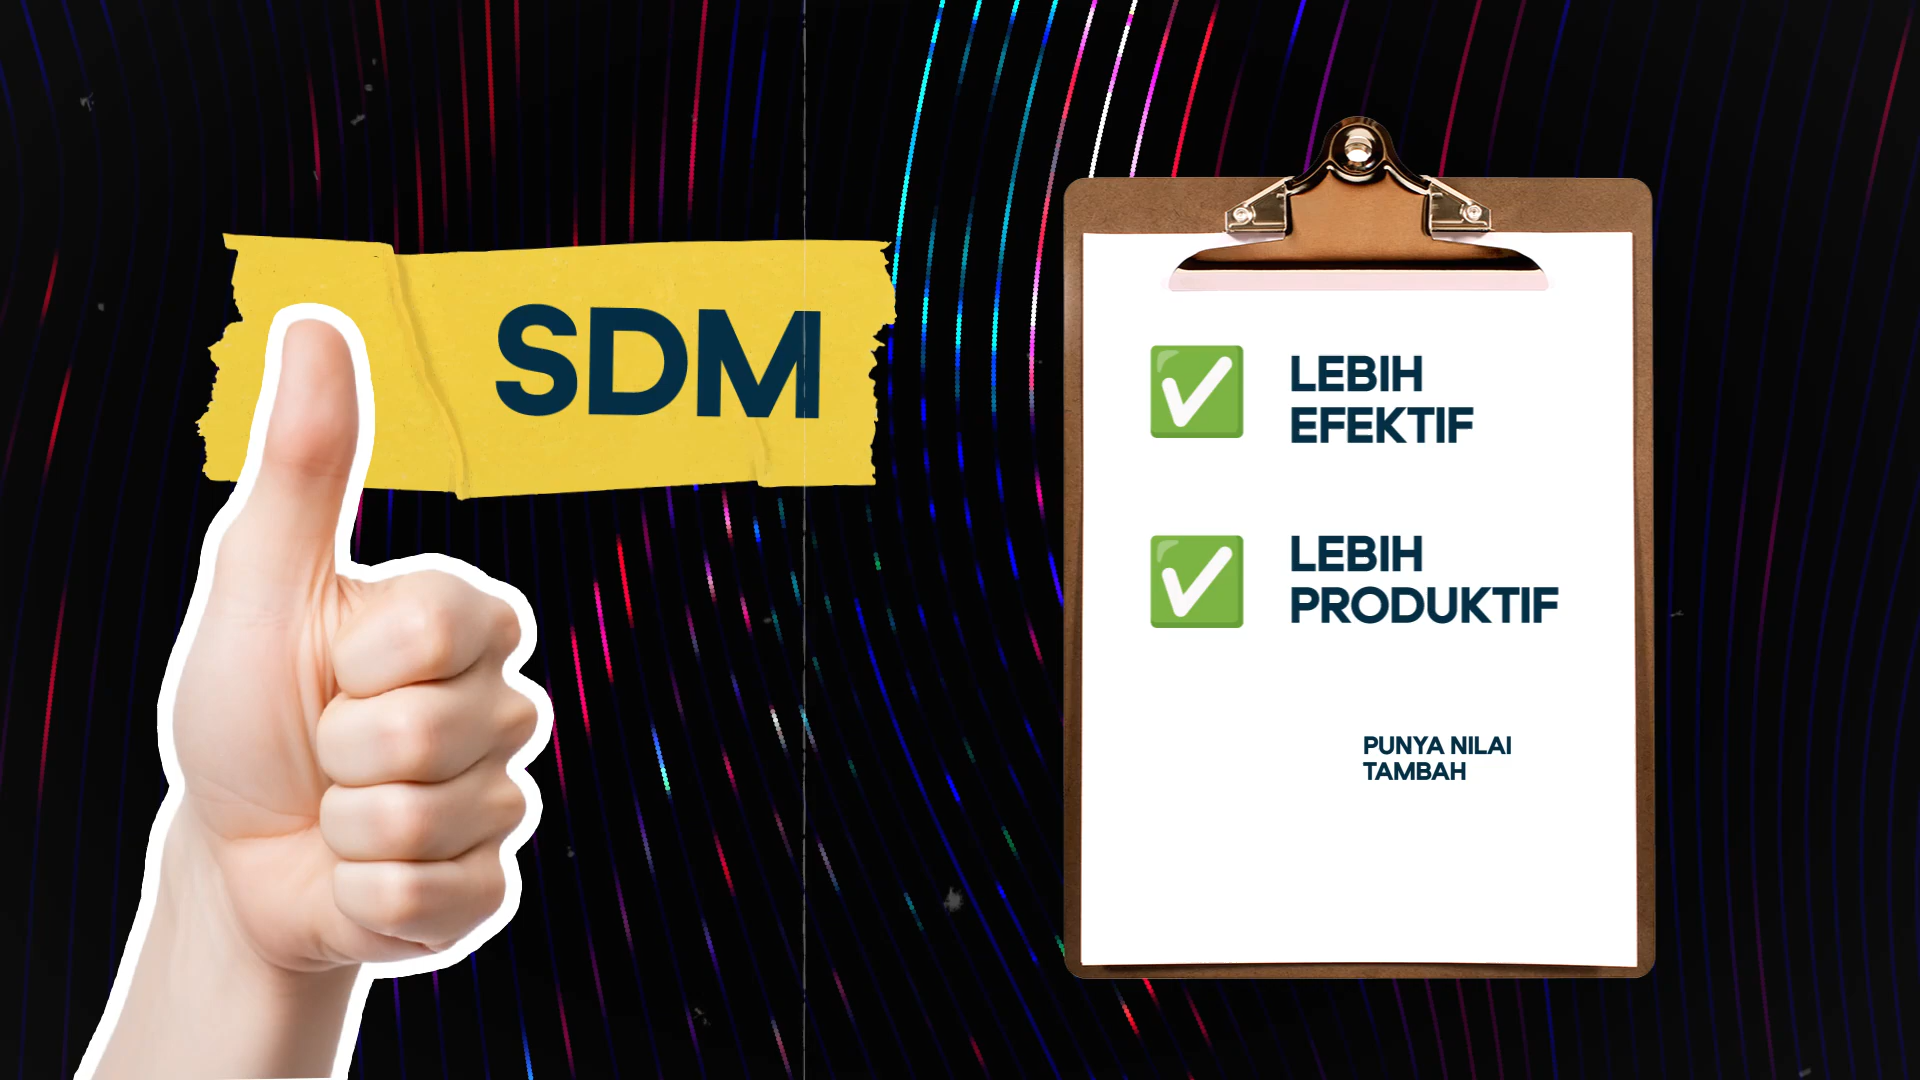 SDM
LEBIH
EFEKTIF
LEBIH
PRODUKTIF
PUNYA NILAI
TAMBAH